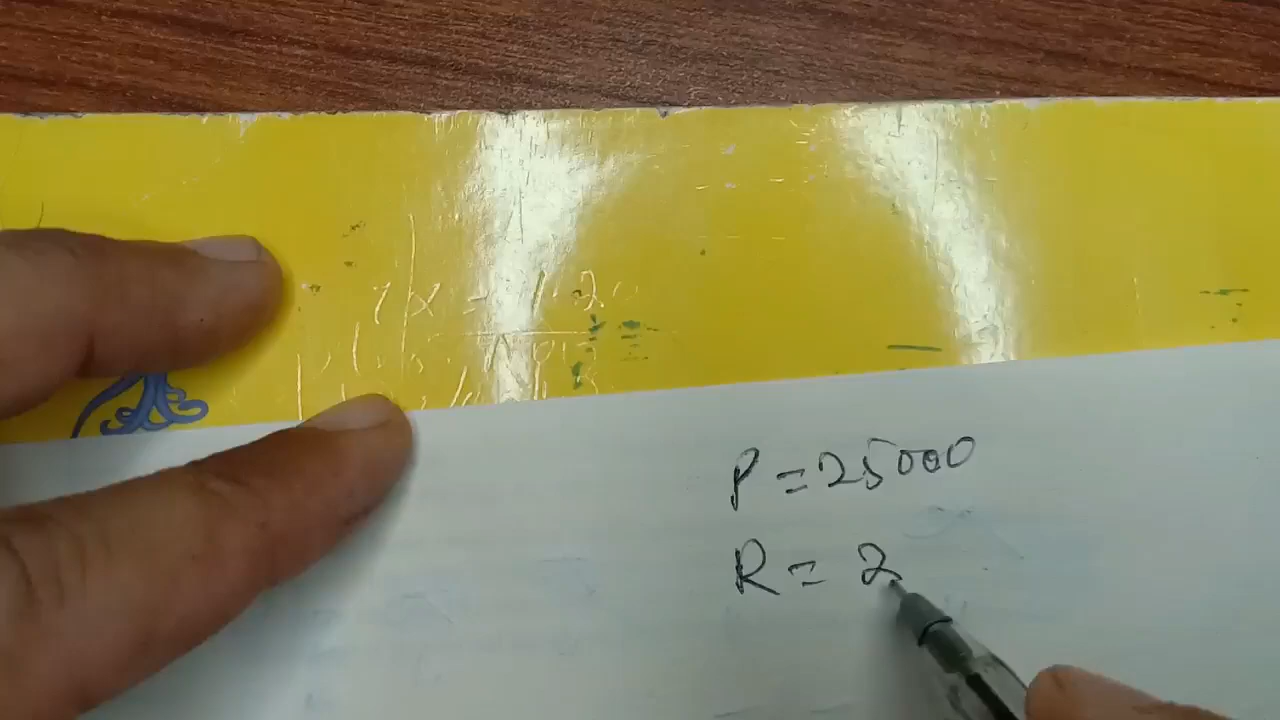 P = 25000
R = 2